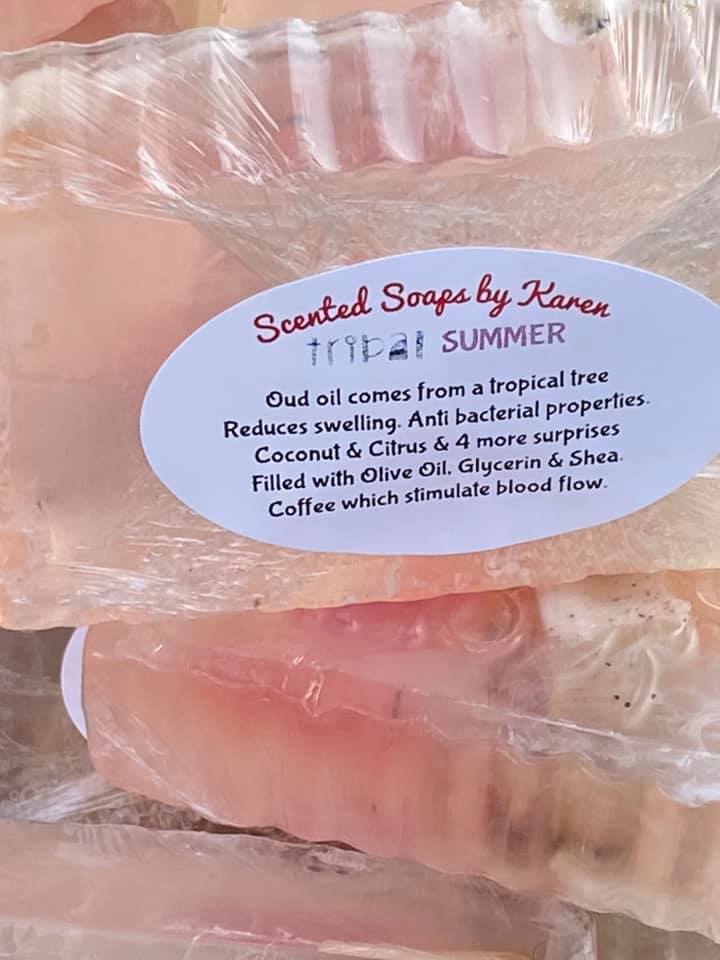 Scented Soaps by Karen
tribal SUMMER
Oud oil comes from a tropical tree
Reduces swelling. Anti bacterial properties.
Coconut & Citrus & 4 more surprises
Filled with Olive Oil, Glycerin & Shea.
Coffee which stimulate blood flow.